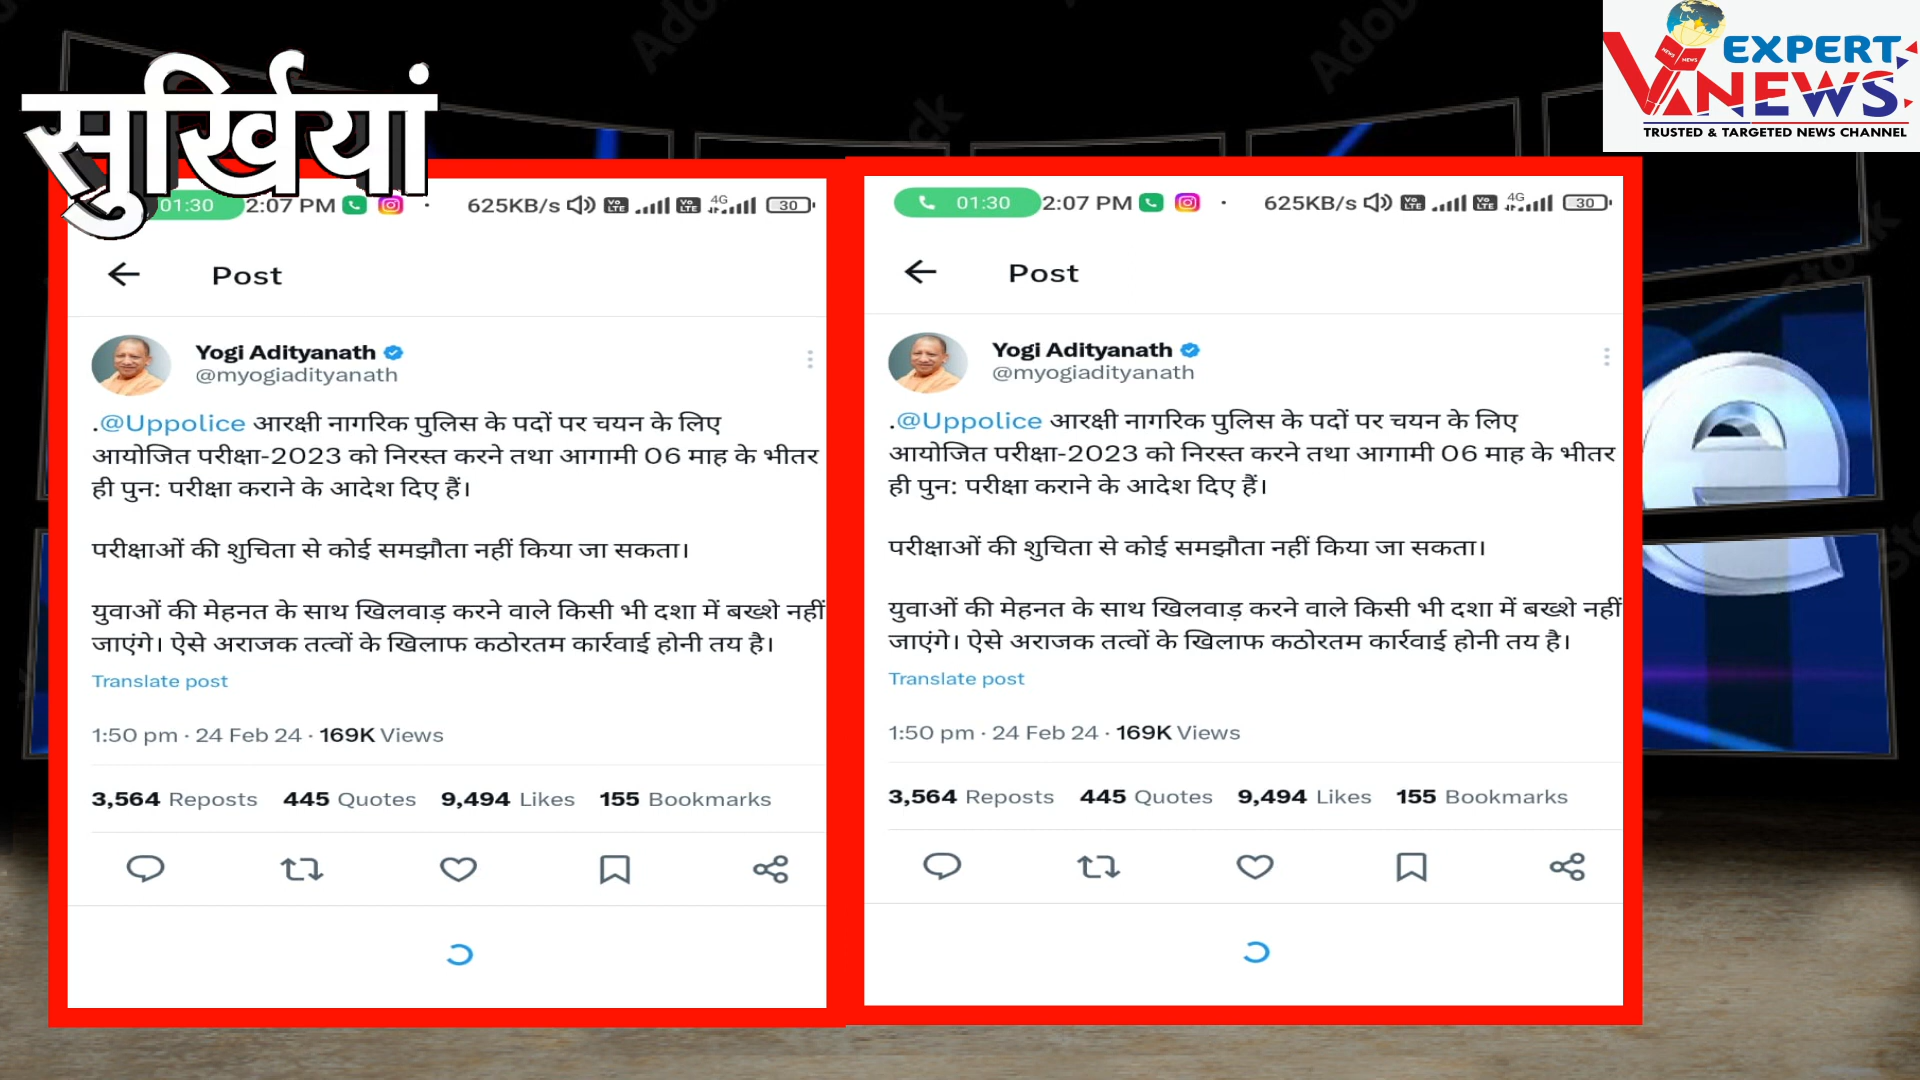 सुर्खियां
EXPERT
NEWS
TRUSTED & TARGETED NEWS CHANNEL
01:30 2:07 PM 625KB/s 4G 30
Post
Yogi Adityanath
@myogiadityanath
.@Uppolice आरक्षी नागरिक पुलिस के पदों पर चयन के लिए
आयोजित परीक्षा-2023 को निरस्त करने तथा आगामी 06 माह के भीतर
ही पुन: परीक्षा कराने के आदेश दिए हैं।
परीक्षाओं की शुचिता से कोई समझौता नहीं किया जा सकता।
युवाओं की मेहनत के साथ खिलवाड़ करने वाले किसी भी दशा में बख्शे नहीं
जाएंगे। ऐसे अराजक तत्वों के खिलाफ कठोरतम कार्रवाई होनी तय है।
Translate post
1:50 pm · 24 Feb 24 · 169K Views
3,564 Reposts 445 Quotes 9,494 Likes 155 Bookmarks
01:30 2:07 PM 625KB/s 4G 30
Post
Yogi Adityanath
@myogiadityanath
.@Uppolice आरक्षी नागरिक पुलिस के पदों पर चयन के लिए
आयोजित परीक्षा-2023 को निरस्त करने तथा आगामी 06 माह के भीतर
ही पुन: परीक्षा कराने के आदेश दिए हैं।
परीक्षाओं की शुचिता से कोई समझौता नहीं किया जा सकता।
युवाओं की मेहनत के साथ खिलवाड़ करने वाले किसी भी दशा में बख्शे नहीं
जाएंगे। ऐसे अराजक तत्वों के खिलाफ कठोरतम कार्रवाई होनी तय है।
Translate post
1:50 pm · 24 Feb 24 · 169K Views
3,564 Reposts 445 Quotes 9,494 Likes 155 Bookmarks